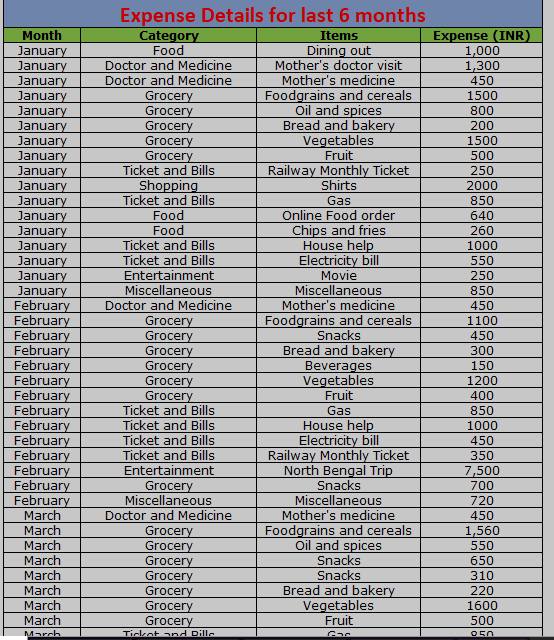 Expense Details for last 6 months
Month Category Items Expense (INR)
January Food Dining out 1,000
January Doctor and Medicine Mother's doctor visit 1,300
January Doctor and Medicine Mother's medicine 450
January Grocery Foodgrains and cereals 1500
January Grocery Oil and spices 800
January Grocery Bread and bakery 200
January Grocery Vegetables 1500
January Grocery Fruit 500
January Ticket and Bills Railway Monthly Ticket 250
January Shopping Shirts 2000
January Ticket and Bills Gas 850
January Food Online Food order 640
January Food Chips and fries 260
January Ticket and Bills House help 1000
January Ticket and Bills Electricity bill 550
January Entertainment Movie 250
January Miscellaneous Miscellaneous 850
February Doctor and Medicine Mother's medicine 450
February Grocery Foodgrains and cereals 1100
February Grocery Snacks 450
February Grocery Bread and bakery 300
February Grocery Beverages 150
February Grocery Vegetables 1200
February Grocery Fruit 400
February Ticket and Bills Gas 850
February Ticket and Bills House help 1000
February Ticket and Bills Electricity bill 450
February Ticket and Bills Railway Monthly Ticket 350
February Entertainment North Bengal Trip 7,500
February Grocery Snacks 700
February Miscellaneous Miscellaneous 720
March Doctor and Medicine Mother's medicine 450
March Grocery Foodgrains and cereals 1,560
March Grocery Oil and spices 550
March Grocery Snacks 650
March Grocery Snacks 310
March Grocery Bread and bakery 220
March Grocery Vegetables 1600
March Grocery Fruit 500
March Ticket and Bills Gas 850